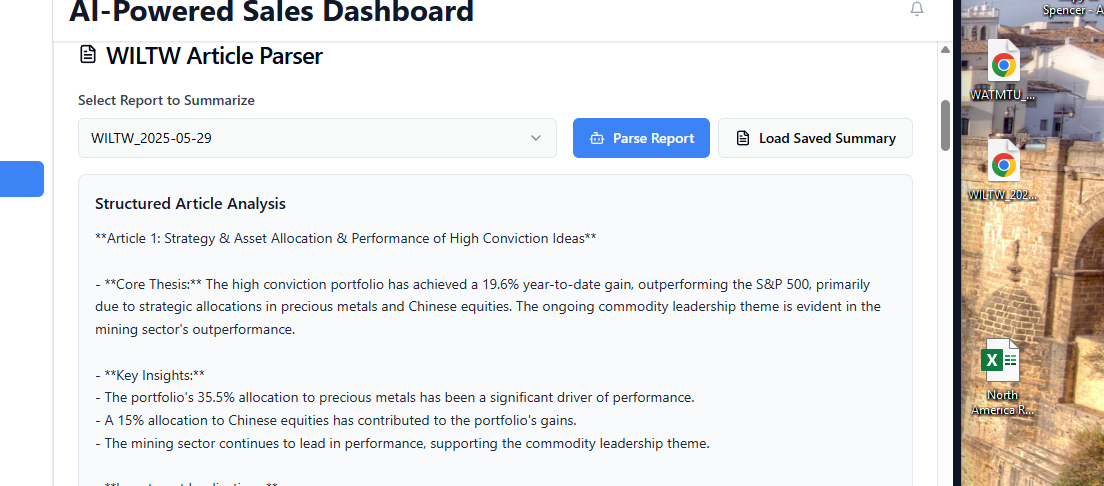 AI-Powered Sales Dashboard
WILTW Article Parser
Select Report to Summarize
WILTW_2025-05-29
Parse Report
Load Saved Summary
Structured Article Analysis
**Article 1: Strategy & Asset Allocation & Performance of High Conviction Ideas**
- **Core Thesis:** The high conviction portfolio has achieved a 19.6% year-to-date gain, outperforming the S&P 500, primarily
due to strategic allocations in precious metals and Chinese equities. The ongoing commodity leadership theme is evident in the
mining sector's outperformance.
- **Key Insights:**
- The portfolio's 35.5% allocation to precious metals has been a significant driver of performance.
- A 15% allocation to Chinese equities has contributed to the portfolio's gains.
- The mining sector continues to lead in performance, supporting the commodity leadership theme.
Spencer - A
WATMTU_...
WILTW_202...
North
America R...